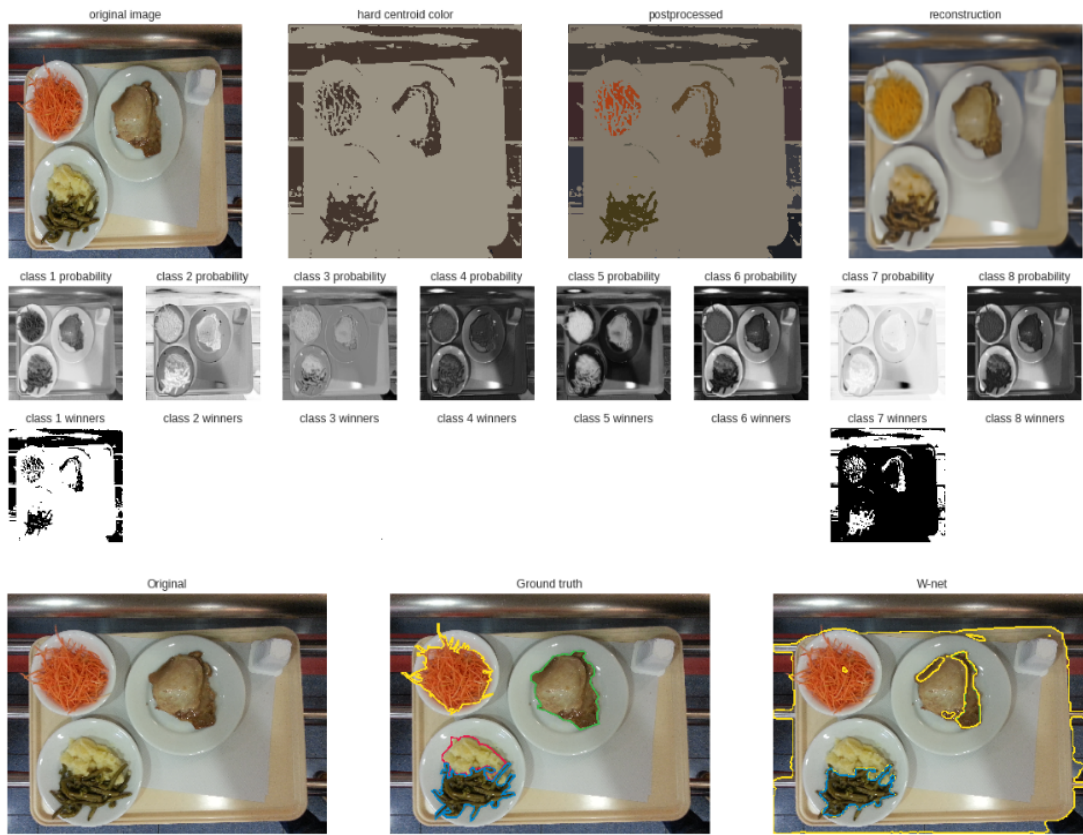 original image
hard centroid color
postprocessed
reconstruction
class 1 probability
class 2 probability
class 3 probability
class 4 probability
class 5 probability
class 6 probability
class 7 probability
class 8 probability
class 1 winners
class 2 winners
class 3 winners
class 4 winners
class 5 winners
class 6 winners
class 7 winners
class 8 winners
Original
Ground truth
W-net